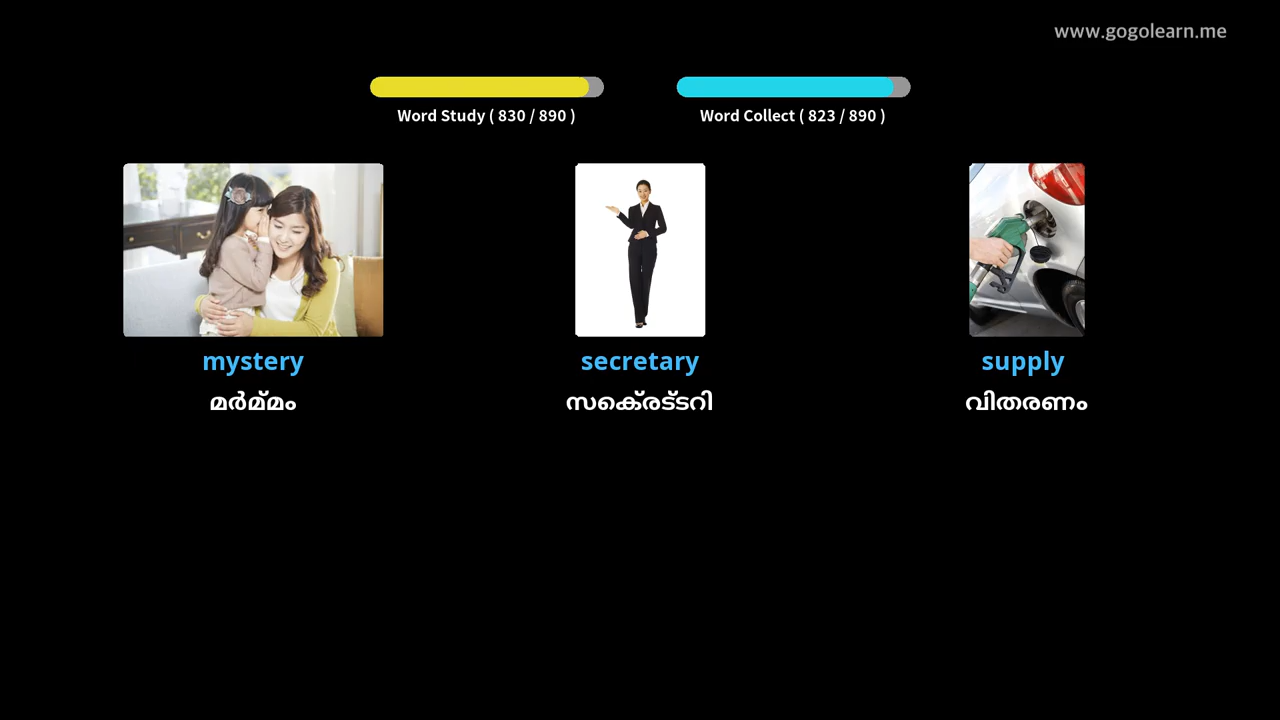 www.gogolearn.me
Word Study ( 830 / 890 )
Word Collect ( 823 / 890 )
mystery
secretary
supply
മർമ്മം
സക്രെട്ടറി
വിതരണം